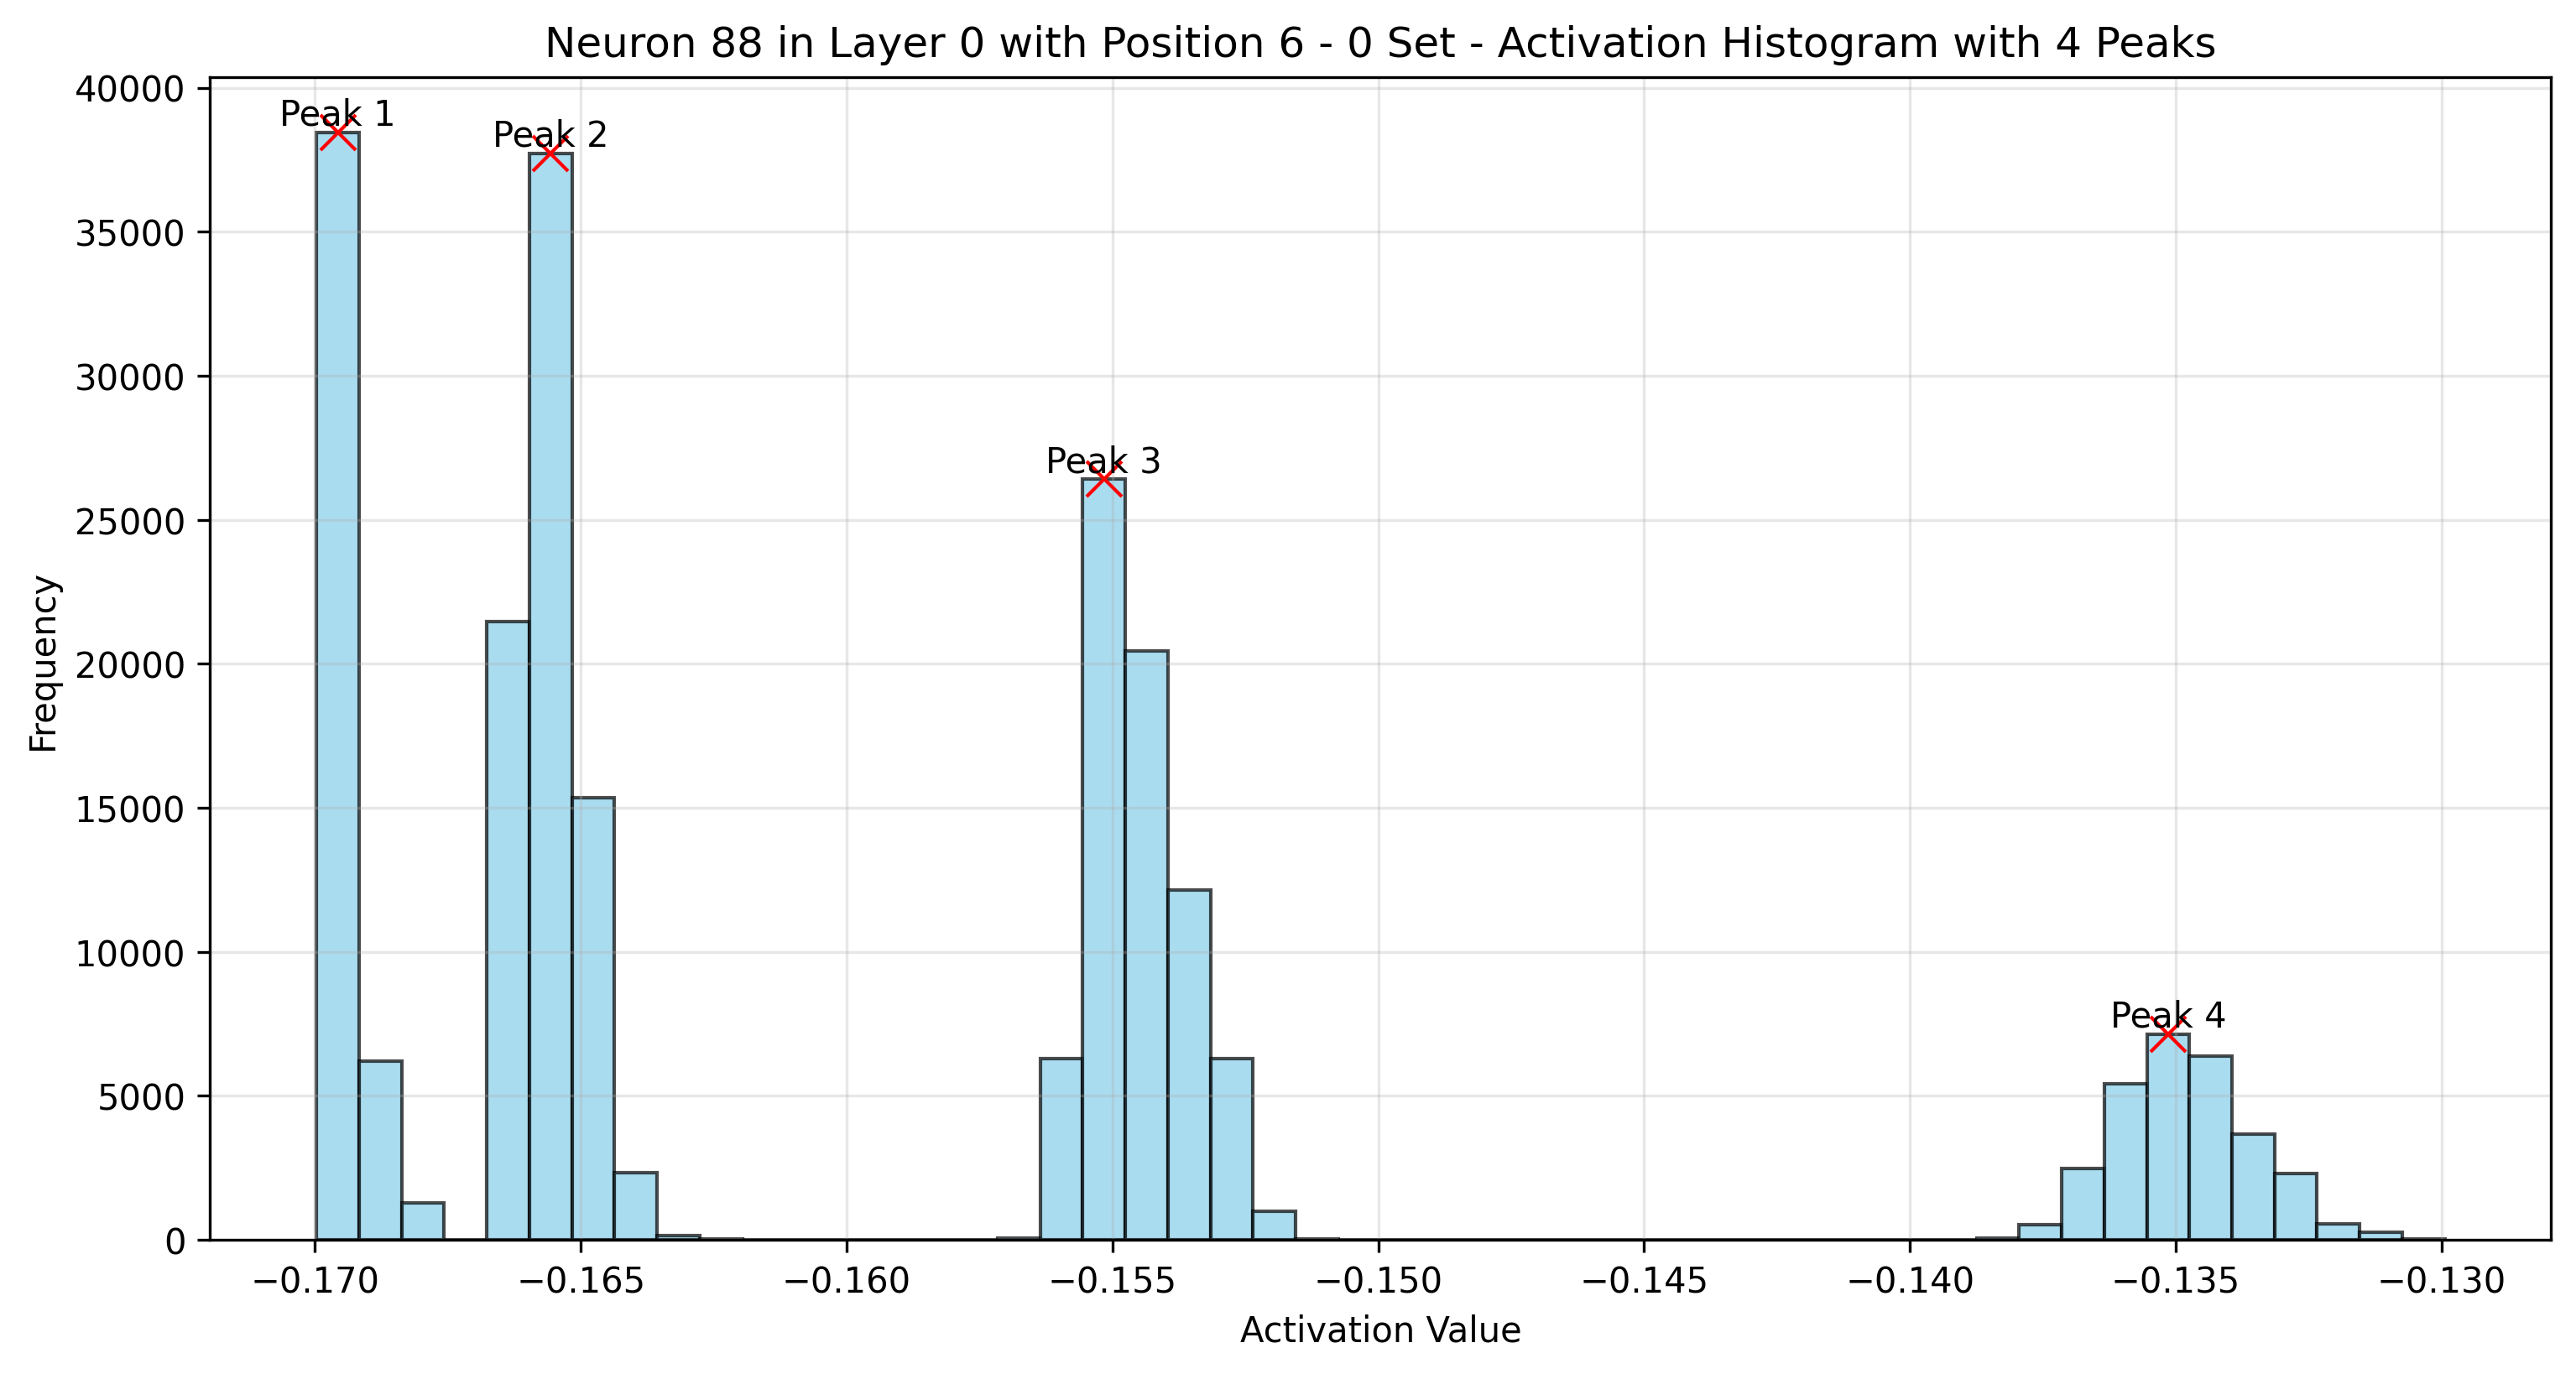 Neuron 88 in Layer 0 with Position 6 - 0 Set - Activation Histogram with 4 Peaks
40000
35000
30000
25000
20000
15000
10000
5000
0
Frequency
Peak 1
Peak 2
Peak 3
Peak 4
−0.170
−0.165
−0.160
−0.155
−0.150
−0.145
−0.140
−0.135
−0.130
Activation Value